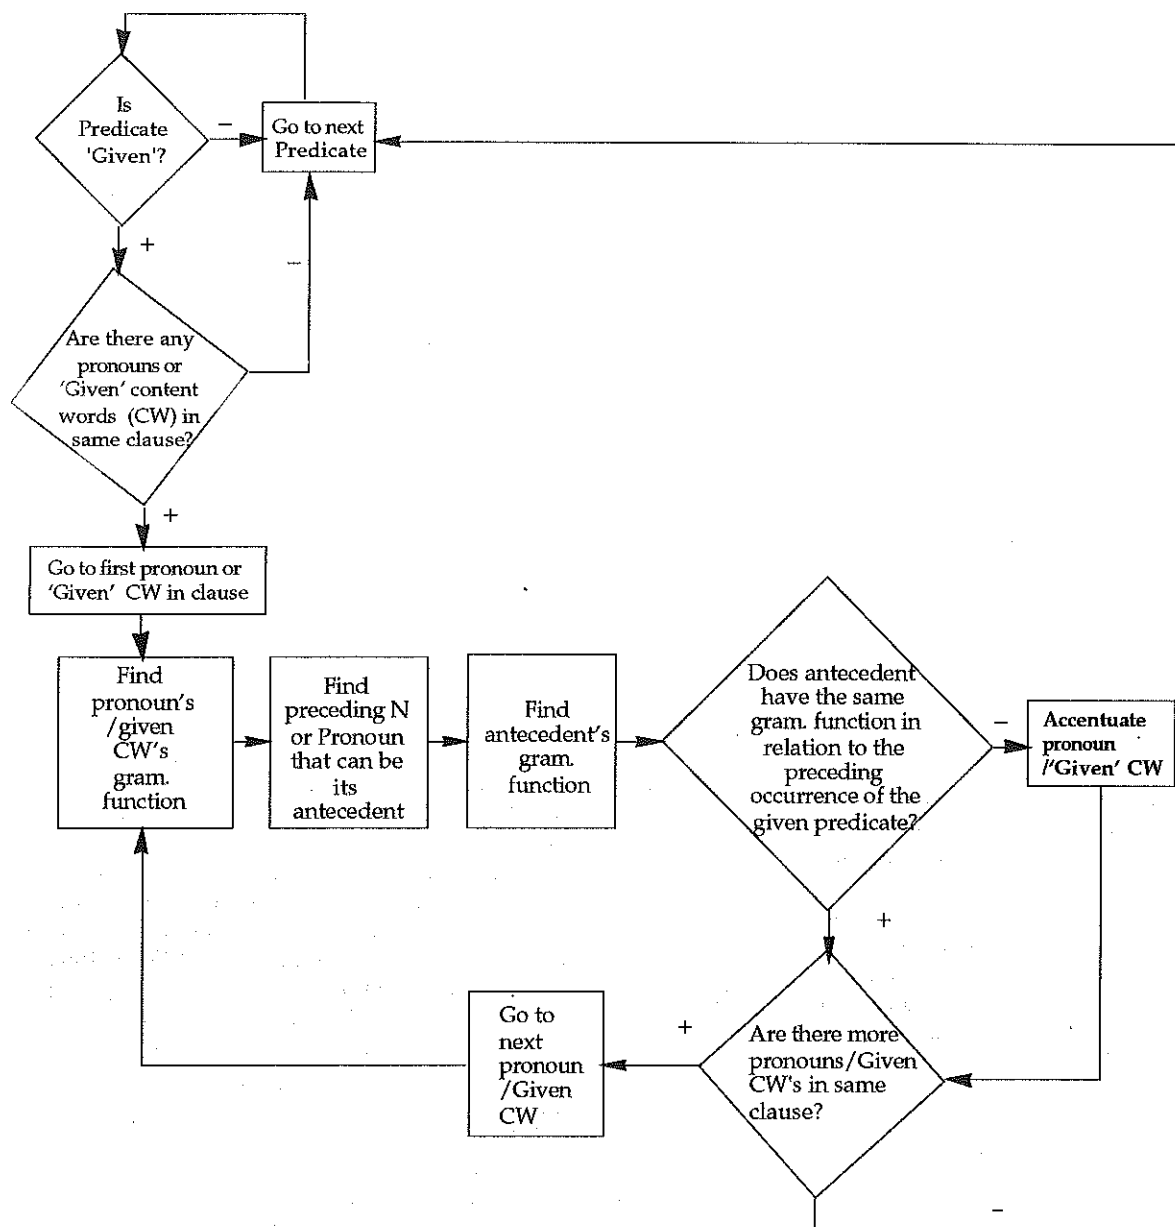 Is
Predicate
'Given'?
–
Go to next
Predicate
+
–
Are there any
pronouns or
'Given' content
words (CW) in
same clause?
+
Go to first pronoun or
'Given' CW in clause
Find
pronoun's
/given
CW's
gram.
function
Find
preceding N
or Pronoun
that can be
its
antecedent
Find
antecedent's
gram.
function
Does antecedent
have the same
gram. function in
relation to the
preceding
occurrence of the
given predicate?
–
Accentuate
pronoun
/'Given' CW
+
Are there more
pronouns/Given
CW's in same
clause?
+
Go to
next
pronoun
/Given
CW
–